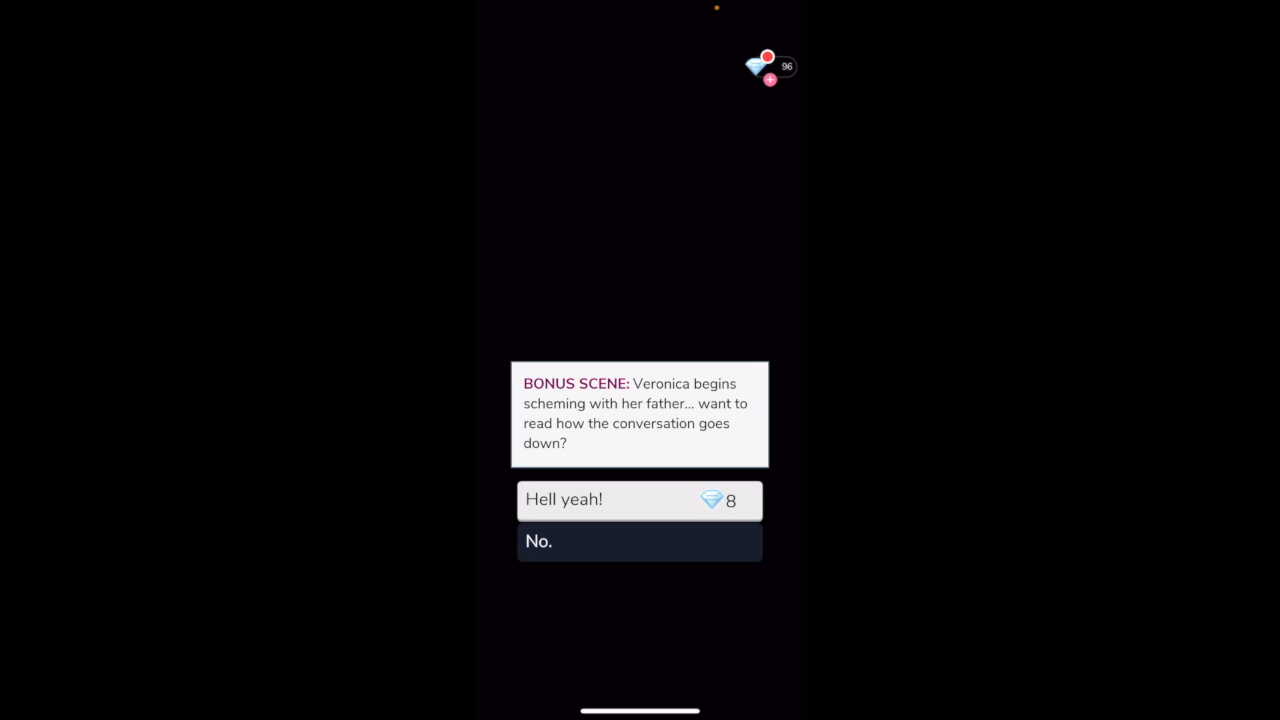 96
BONUS SCENE: Veronica begins
scheming with her father... want to
read how the conversation goes
down?
Hell yeah! 8
No.